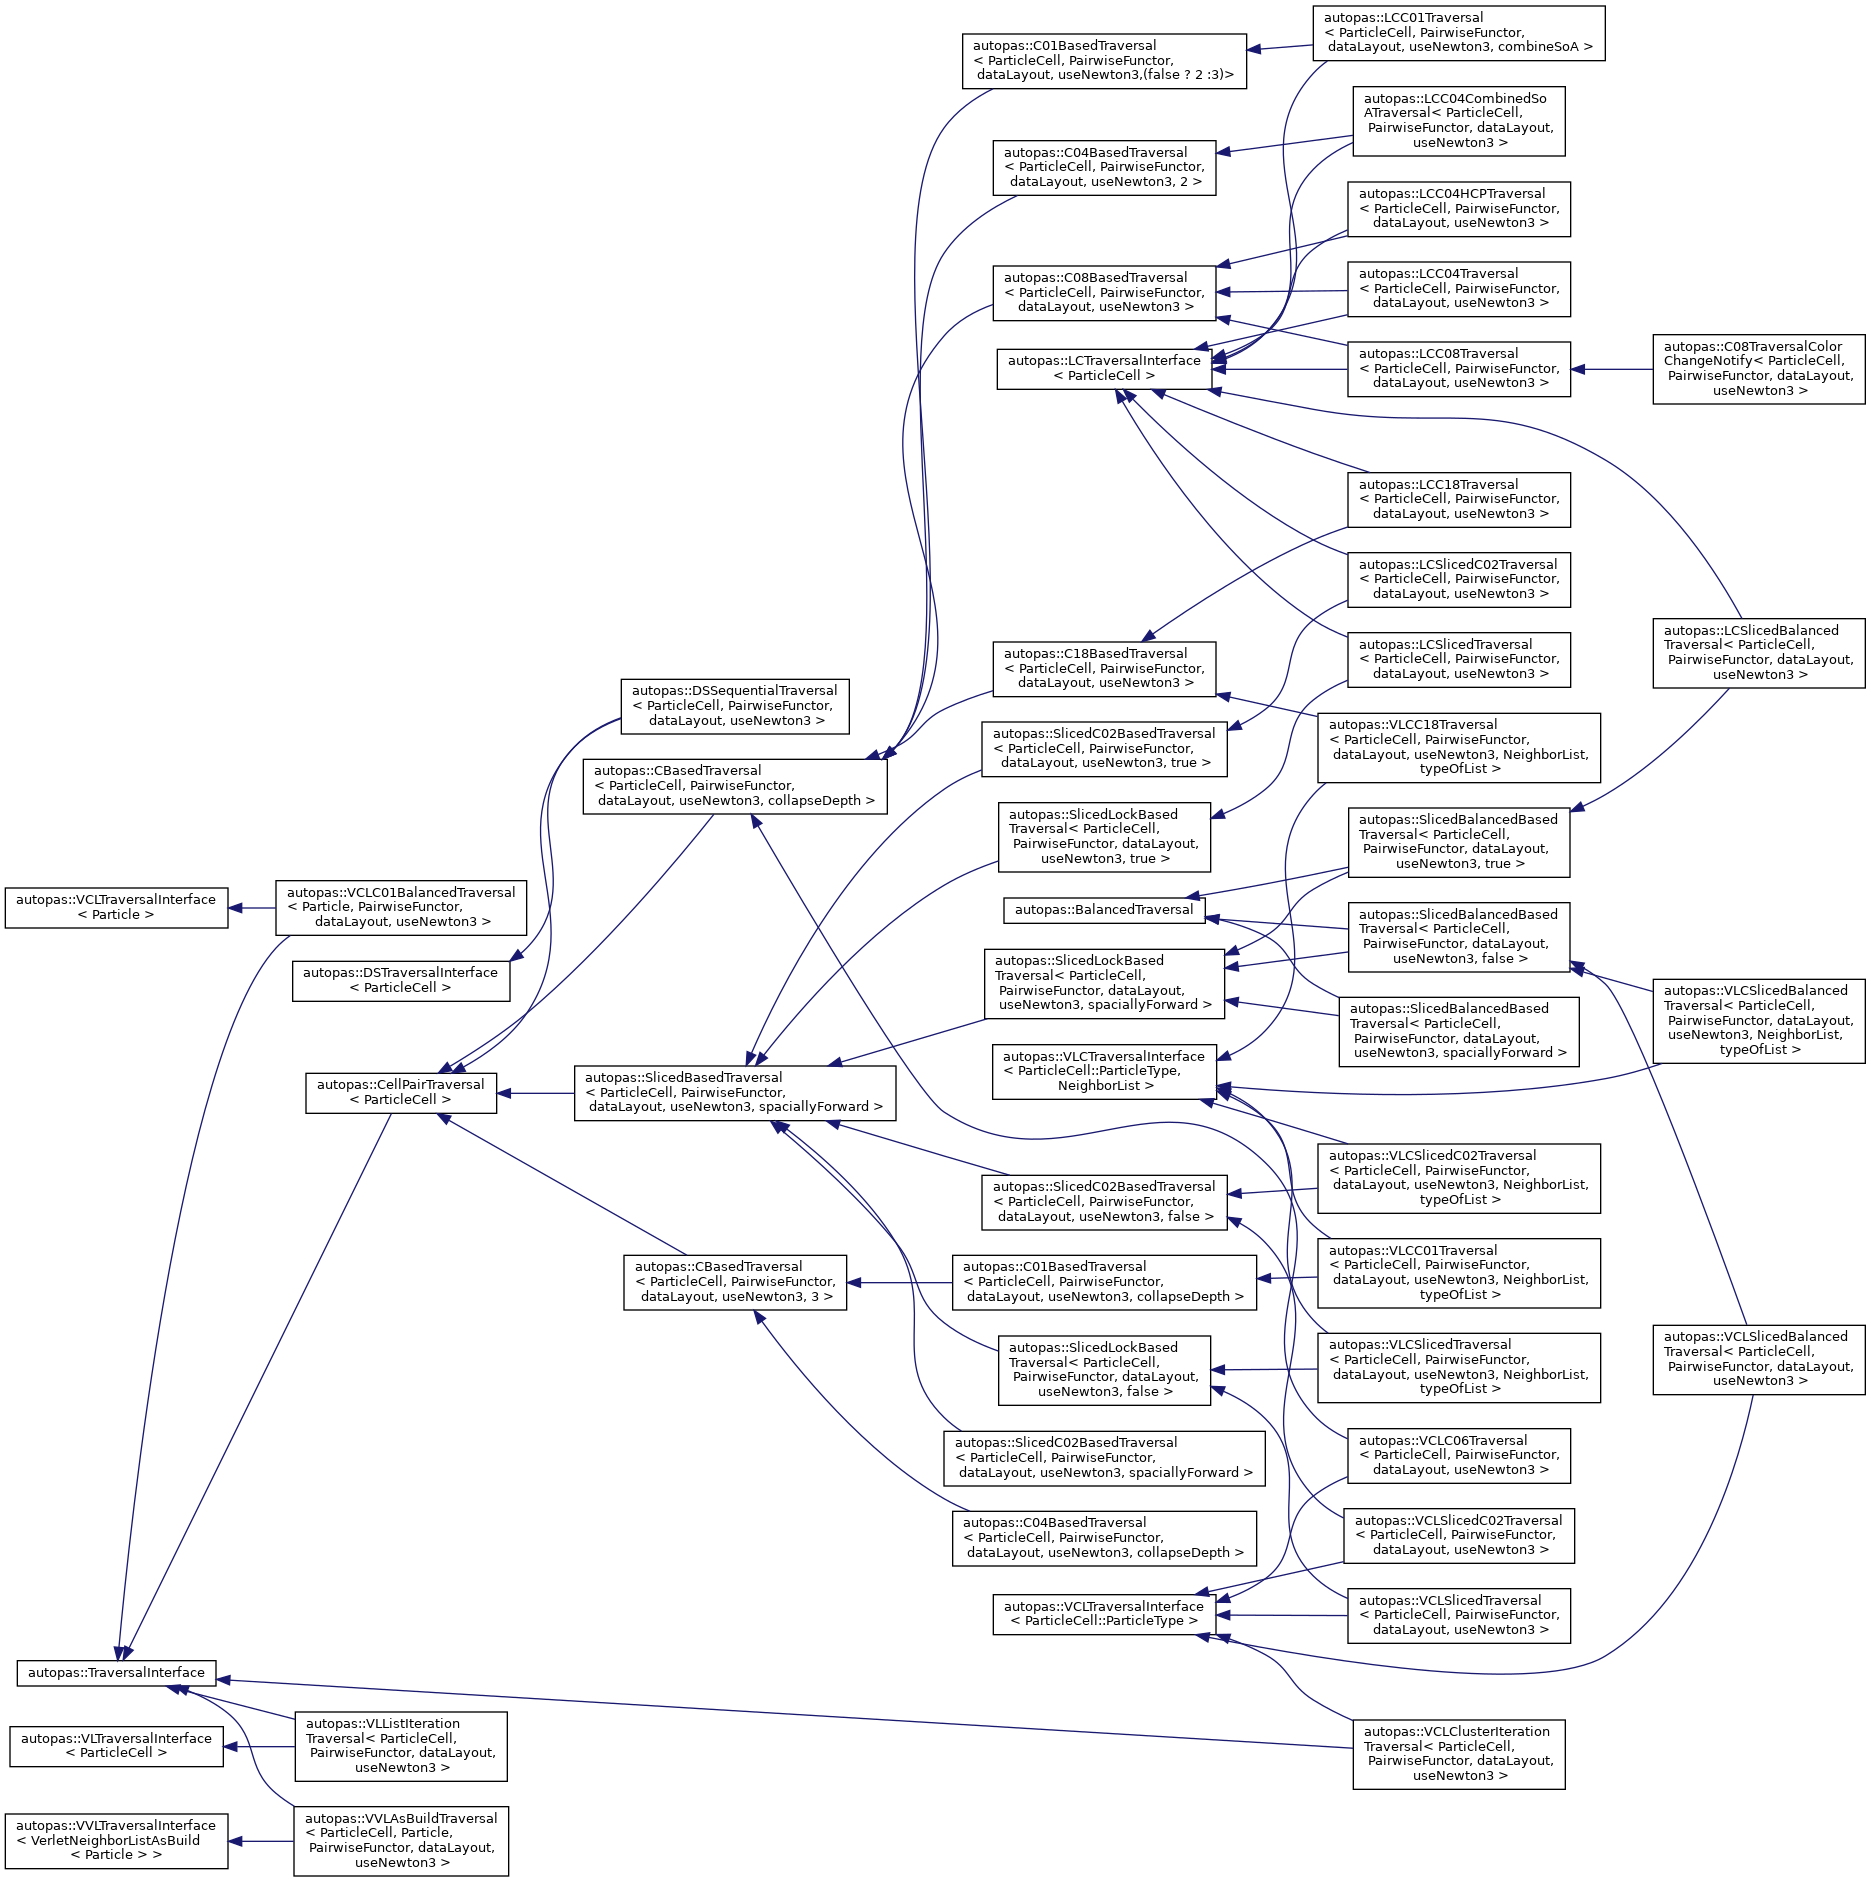 autopas::LCC01Traversal
< ParticleCell, PairwiseFunctor,
dataLayout, useNewton3, combineSoA >
autopas::C01BasedTraversal
< ParticleCell, PairwiseFunctor,
dataLayout, useNewton3,(false ? 2 :3)>
autopas::LCC04CombinedSo
ATraversal< ParticleCell,
PairwiseFunctor, dataLayout,
useNewton3 >
autopas::C04BasedTraversal
< ParticleCell, PairwiseFunctor,
dataLayout, useNewton3, 2 >
autopas::LCC04HCPTraversal
< ParticleCell, PairwiseFunctor,
dataLayout, useNewton3 >
autopas::C08BasedTraversal
< ParticleCell, PairwiseFunctor,
dataLayout, useNewton3 >
autopas::LCC04Traversal
< ParticleCell, PairwiseFunctor,
dataLayout, useNewton3 >
autopas::LCTraversalInterface
< ParticleCell >
autopas::LCC08Traversal
< ParticleCell, PairwiseFunctor,
dataLayout, useNewton3 >
autopas::C08TraversalColor
ChangeNotify< ParticleCell,
PairwiseFunctor, dataLayout,
useNewton3 >
autopas::LCC18Traversal
< ParticleCell, PairwiseFunctor,
dataLayout, useNewton3 >
autopas::LCSlicedC02Traversal
< ParticleCell, PairwiseFunctor,
dataLayout, useNewton3 >
autopas::C18BasedTraversal
< ParticleCell, PairwiseFunctor,
dataLayout, useNewton3 >
autopas::LCSlicedTraversal
< ParticleCell, PairwiseFunctor,
dataLayout, useNewton3 >
autopas::LCSlicedBalanced
Traversal< ParticleCell,
PairwiseFunctor, dataLayout,
useNewton3 >
autopas::DSSequentialTraversal
< ParticleCell, PairwiseFunctor,
dataLayout, useNewton3 >
autopas::SlicedC02BasedTraversal
< ParticleCell, PairwiseFunctor,
dataLayout, useNewton3, true >
autopas::VLCC18Traversal
< ParticleCell, PairwiseFunctor,
dataLayout, useNewton3, NeighborList,
typeOfList >
autopas::CBasedTraversal
< ParticleCell, PairwiseFunctor,
dataLayout, useNewton3, collapseDepth >
autopas::SlicedLockBased
Traversal< ParticleCell,
PairwiseFunctor, dataLayout,
useNewton3, true >
autopas::SlicedBalancedBased
Traversal< ParticleCell,
PairwiseFunctor, dataLayout,
useNewton3, true >
autopas::VCLTraversalInterface
< Particle >
autopas::VCLC01BalancedTraversal
< Particle, PairwiseFunctor,
dataLayout, useNewton3 >
autopas::BalancedTraversal
autopas::SlicedBalancedBased
Traversal< ParticleCell,
PairwiseFunctor, dataLayout,
useNewton3, false >
autopas::DSTraversalInterface
< ParticleCell >
autopas::SlicedLockBased
Traversal< ParticleCell,
PairwiseFunctor, dataLayout,
useNewton3, spaciallyForward >
autopas::SlicedBalancedBased
Traversal< ParticleCell,
PairwiseFunctor, dataLayout,
useNewton3, spaciallyForward >
autopas::VLCSlicedBalanced
Traversal< ParticleCell,
PairwiseFunctor, dataLayout,
useNewton3, NeighborList,
typeOfList >
autopas::VLCTraversalInterface
< ParticleCell::ParticleType,
NeighborList >
autopas::CellPairTraversal
< ParticleCell >
autopas::SlicedBasedTraversal
< ParticleCell, PairwiseFunctor,
dataLayout, useNewton3, spaciallyForward >
autopas::VLCSlicedC02Traversal
< ParticleCell, PairwiseFunctor,
dataLayout, useNewton3, NeighborList,
typeOfList >
autopas::SlicedC02BasedTraversal
< ParticleCell, PairwiseFunctor,
dataLayout, useNewton3, false >
autopas::CBasedTraversal
< ParticleCell, PairwiseFunctor,
dataLayout, useNewton3, 3 >
autopas::C01BasedTraversal
< ParticleCell, PairwiseFunctor,
dataLayout, useNewton3, collapseDepth >
autopas::VLCC01Traversal
< ParticleCell, PairwiseFunctor,
dataLayout, useNewton3, NeighborList,
typeOfList >
autopas::SlicedLockBased
Traversal< ParticleCell,
PairwiseFunctor, dataLayout,
useNewton3, false >
autopas::VLCSlicedTraversal
< ParticleCell, PairwiseFunctor,
dataLayout, useNewton3, NeighborList,
typeOfList >
autopas::VCLSlicedBalanced
Traversal< ParticleCell,
PairwiseFunctor, dataLayout,
useNewton3 >
autopas::SlicedC02BasedTraversal
< ParticleCell, PairwiseFunctor,
dataLayout, useNewton3, spaciallyForward >
autopas::VCLC06Traversal
< ParticleCell, PairwiseFunctor,
dataLayout, useNewton3 >
autopas::C04BasedTraversal
< ParticleCell, PairwiseFunctor,
dataLayout, useNewton3, collapseDepth >
autopas::VCLSlicedC02Traversal
< ParticleCell, PairwiseFunctor,
dataLayout, useNewton3 >
autopas::VCLTraversalInterface
< ParticleCell::ParticleType >
autopas::VCLSlicedTraversal
< ParticleCell, PairwiseFunctor,
dataLayout, useNewton3 >
autopas::TraversalInterface
autopas::VLListIteration
Traversal< ParticleCell,
PairwiseFunctor, dataLayout,
useNewton3 >
autopas::VLTraversalInterface
< ParticleCell >
autopas::VCLClusterIteration
Traversal< ParticleCell,
PairwiseFunctor, dataLayout,
useNewton3 >
autopas::VVLTraversalInterface
< VerletNeighborListAsBuild
< Particle > >
autopas::VVLAsBuildTraversal
< ParticleCell, Particle,
PairwiseFunctor, dataLayout,
useNewton3 >